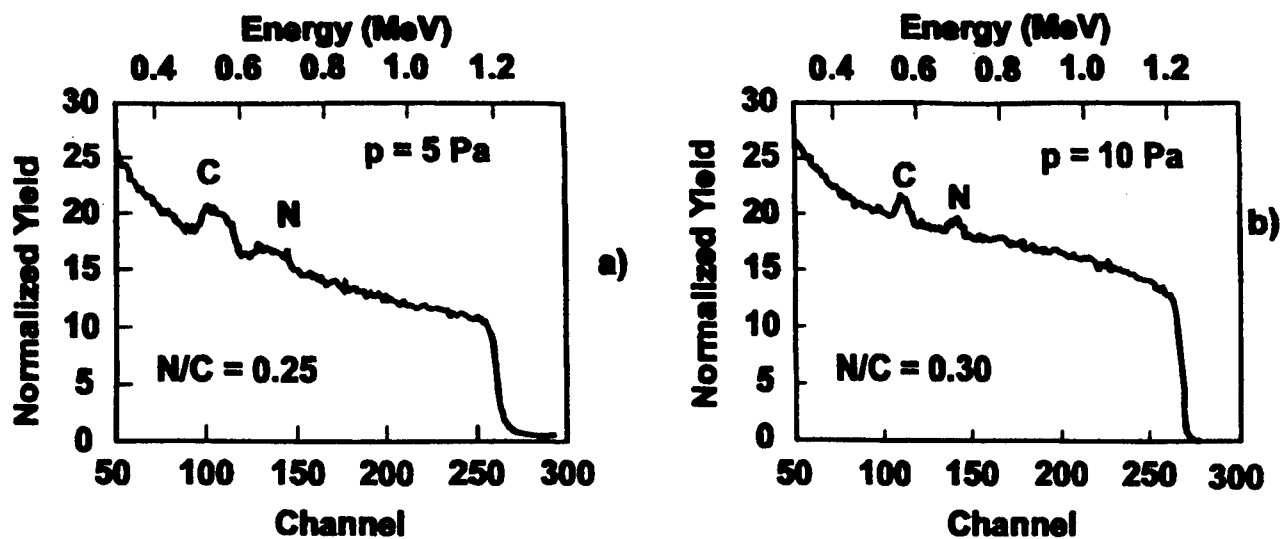 Energy (MeV)
0.4 0.6 0.8 1.0 1.2
30
25
20
15
10
5
0
Normalized Yield
p = 5 Pa
C
N
N/C = 0.25
50 100 150 200 250 300
Channel
a)
Energy (MeV)
0.4 0.6 0.8 1.0 1.2
30
25
20
15
10
5
0
Normalized Yield
p = 10 Pa
C
N
N/C = 0.30
50 100 150 200 250 300
Channel
b)